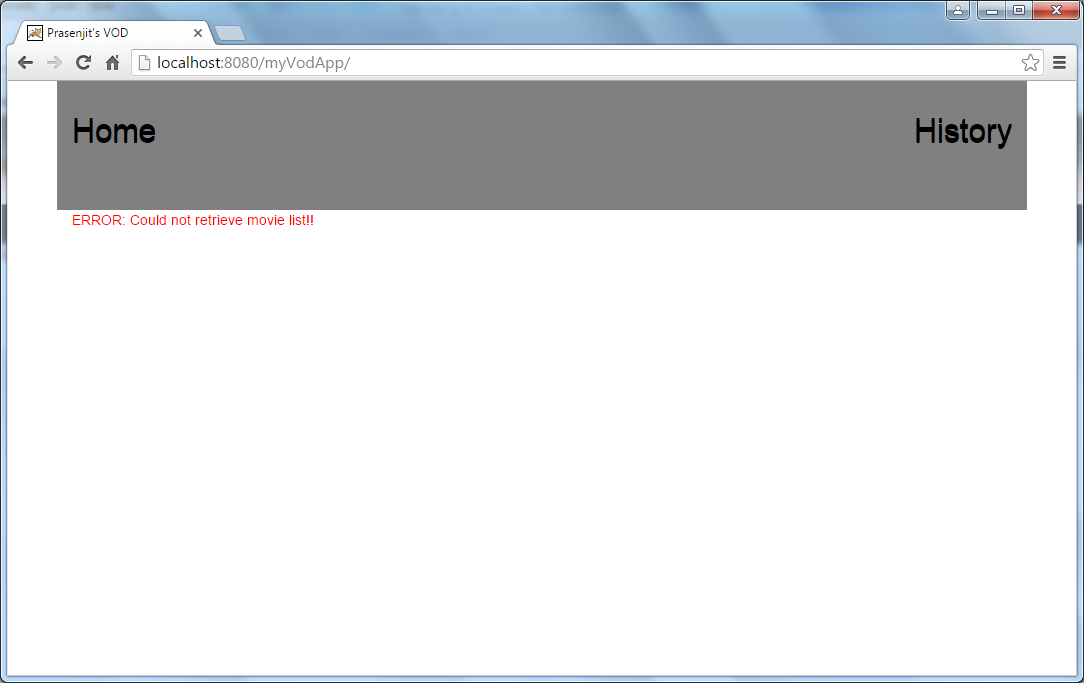 Prasenjit's VOD
localhost:8080/myVodApp/
Home
History
ERROR: Could not retrieve movie list!!